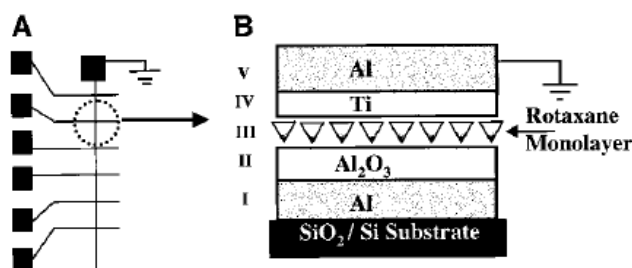 A
B
V
Al
IV
Ti
III
Rotaxane
Monolayer
II
Al₂O₃
I
Al
SiO₂ / Si Substrate